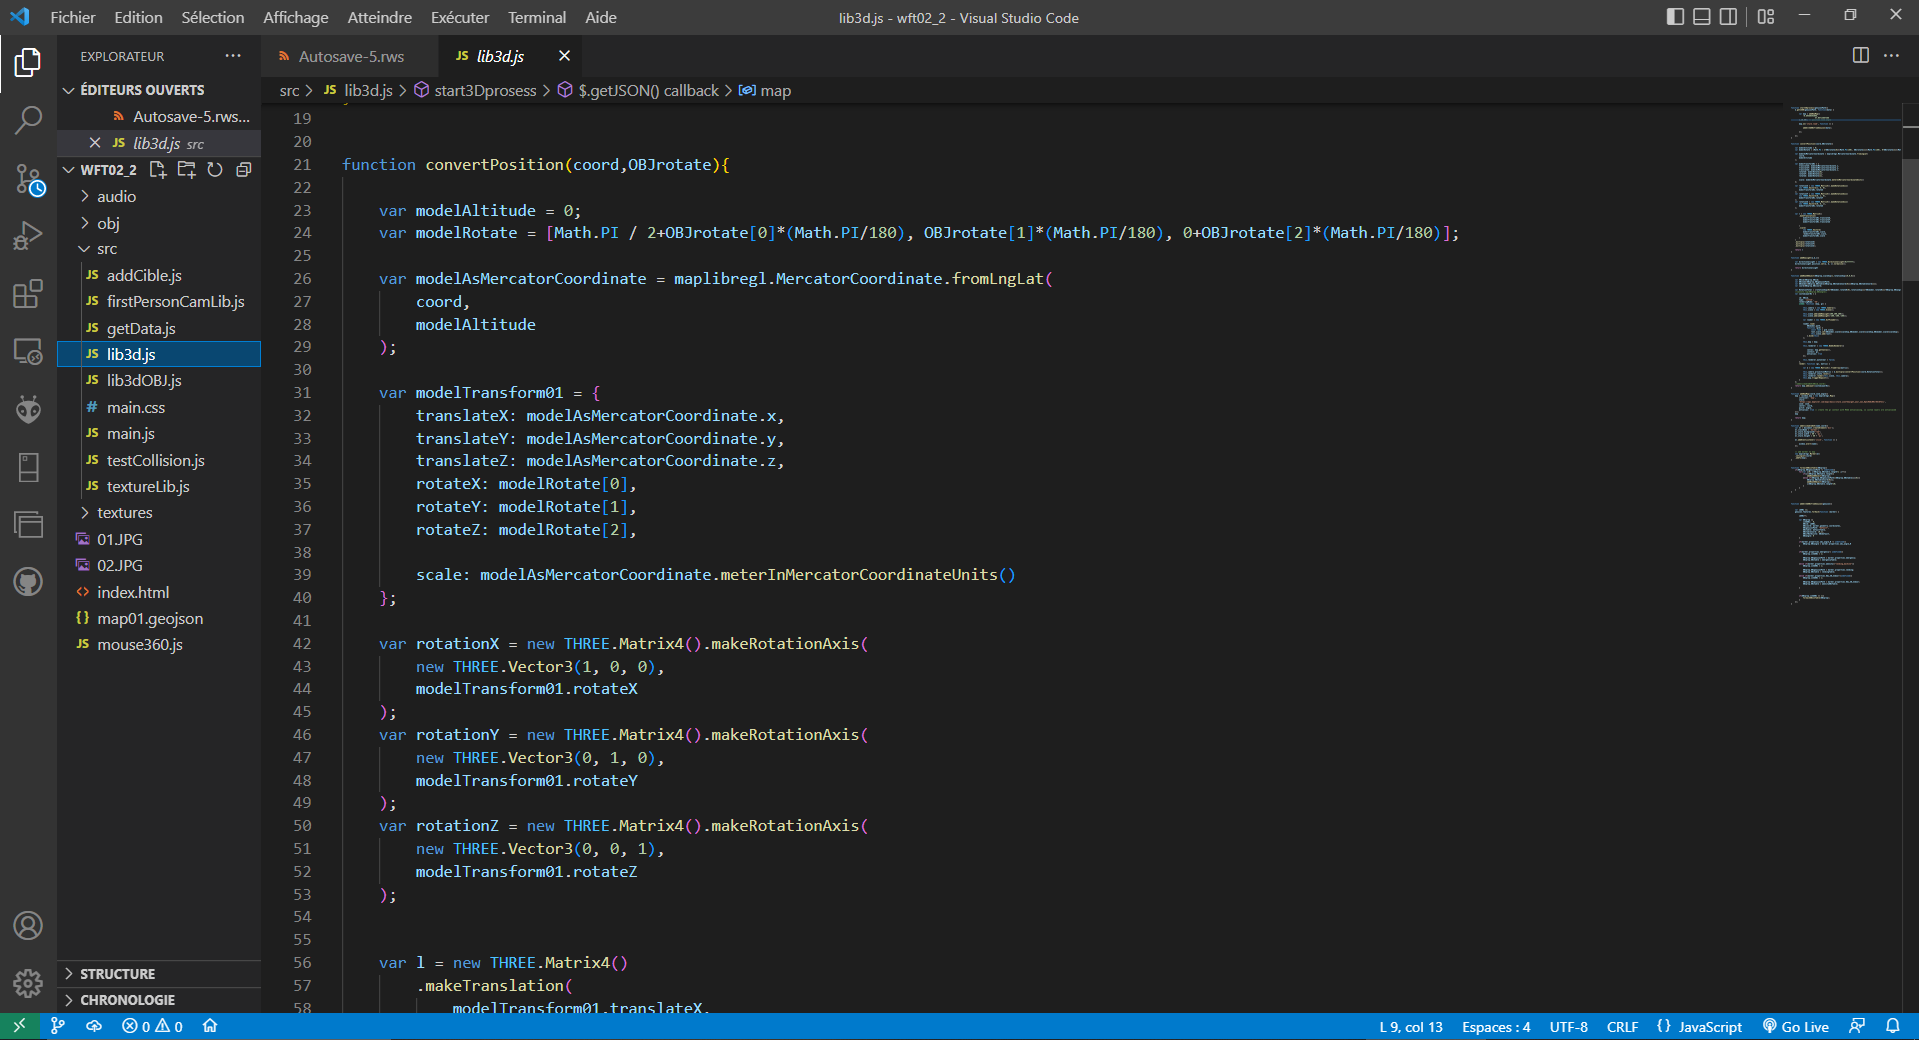 Fichier Edition Sélection Affichage Atteindre Exécuter Terminal Aide
lib3d.js - wft02_2 - Visual Studio Code
EXPLORATEUR
ÉDITEURS OUVERTS
Autosave-5.rws...
JS lib3d.js src
WFT02_2
audio
obj
src
JS addCible.js
JS firstPersonCamLib.js
JS getData.js
JS lib3d.js
JS lib3dOBJ.js
# main.css
JS main.js
JS testCollision.js
JS textureLib.js
textures
01.JPG
02.JPG
index.html
map01.geojson
JS mouse360.js
STRUCTURE
CHRONOLOGIE
Autosave-5.rws
JS lib3d.js
src > JS lib3d.js > start3Dprosess > $.getJSON() callback > map
19
20
21 function convertPosition(coord,OBJrotate){
22
23 var modelAltitude = 0;
24 var modelRotate = [Math.PI / 2+OBJrotate[0]*(Math.PI/180), OBJrotate[1]*(Math.PI/180), 0+OBJrotate[2]*(Math.PI/180)];
25
26 var modelAsMercatorCoordinate = maplibregl.MercatorCoordinate.fromLngLat(
27 coord,
28 modelAltitude
29 );
30
31 var modelTransform01 = {
32 translateX: modelAsMercatorCoordinate.x,
33 translateY: modelAsMercatorCoordinate.y,
34 translateZ: modelAsMercatorCoordinate.z,
35 rotateX: modelRotate[0],
36 rotateY: modelRotate[1],
37 rotateZ: modelRotate[2],
38
39 scale: modelAsMercatorCoordinate.meterInMercatorCoordinateUnits()
40 };
41
42 var rotationX = new THREE.Matrix4().makeRotationAxis(
43 new THREE.Vector3(1, 0, 0),
44 modelTransform01.rotateX
45 );
46 var rotationY = new THREE.Matrix4().makeRotationAxis(
47 new THREE.Vector3(0, 1, 0),
48 modelTransform01.rotateY
49 );
50 var rotationZ = new THREE.Matrix4().makeRotationAxis(
51 new THREE.Vector3(0, 0, 1),
52 modelTransform01.rotateZ
53 );
54
55
56 var l = new THREE.Matrix4()
57 .makeTranslation(
58 modelTransform01.translateX,
0 0
L 9, col 13 Espaces : 4 UTF-8 CRLF {} JavaScript Go Live